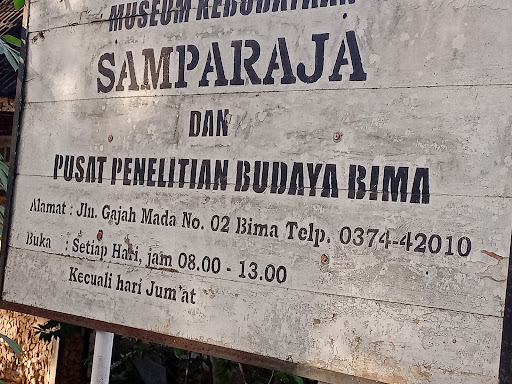 MUSEUM KEBUDAYAAN
SAMPARAJA
DAN
PUSAT PENELITIAN BUDAYA BIMA
Alamat : Jln. Gajah Mada No. 02 Bima Telp. 0374-42010
Buka : Setiap Hari, jam 08.00 - 13.00
Kecuali hari Jum'at